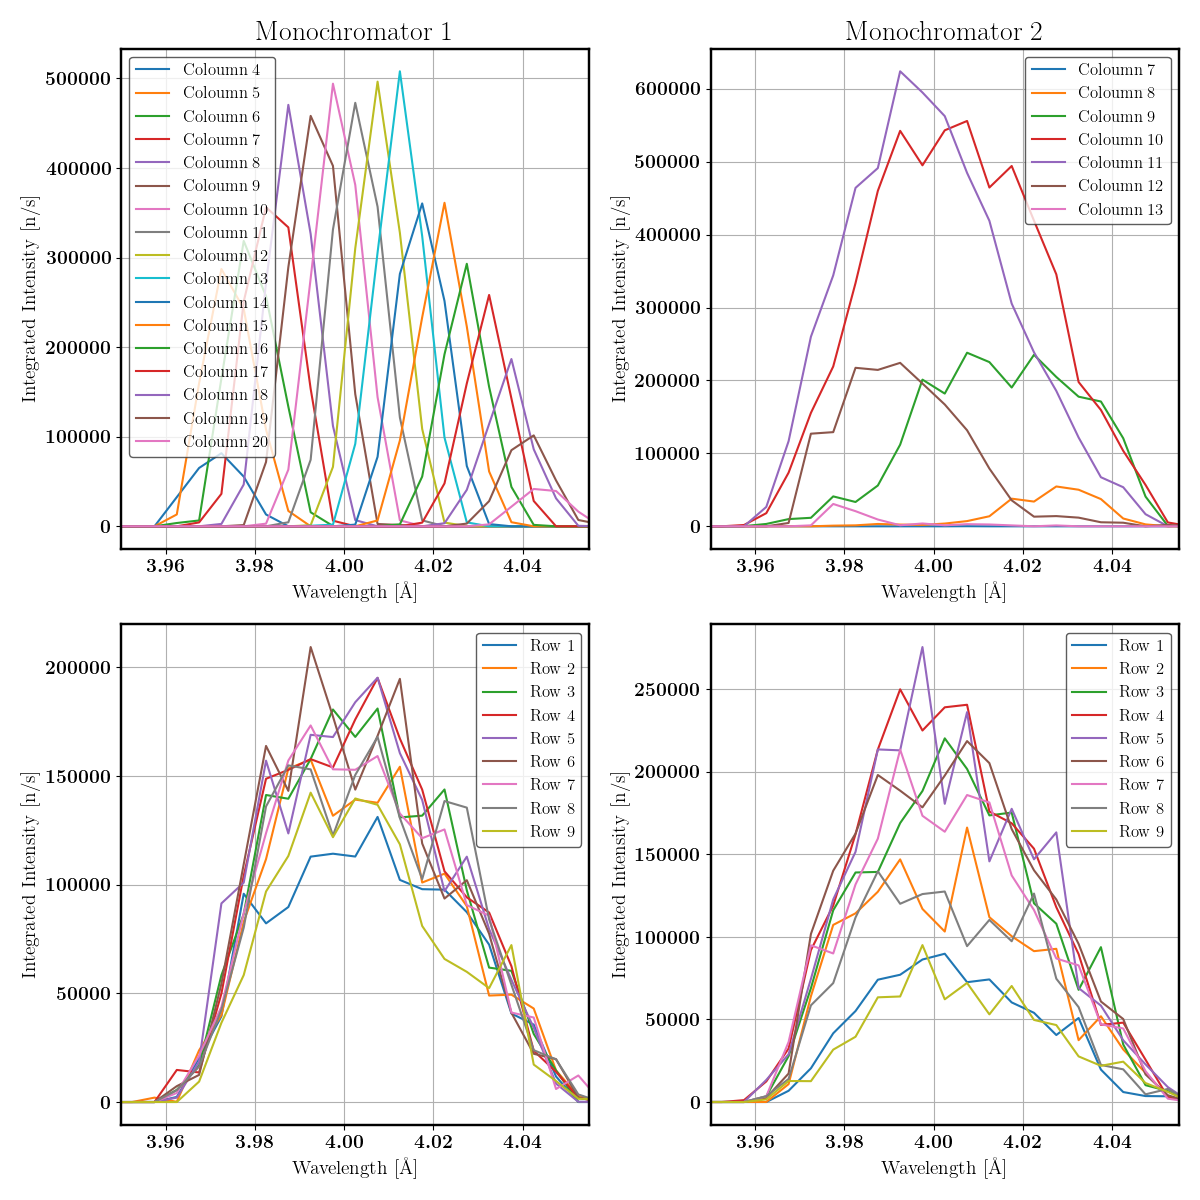 Monochromator 1
Integrated Intensity [n/s]
500000
400000
300000
200000
100000
0
Coloumn 4
Coloumn 5
Coloumn 6
Coloumn 7
Coloumn 8
Coloumn 9
Coloumn 10
Coloumn 11
Coloumn 12
Coloumn 13
Coloumn 14
Coloumn 15
Coloumn 16
Coloumn 17
Coloumn 18
Coloumn 19
Coloumn 20
3.96 3.98 4.00 4.02 4.04
Wavelength [Å]
Monochromator 2
Integrated Intensity [n/s]
600000
500000
400000
300000
200000
100000
0
Coloumn 7
Coloumn 8
Coloumn 9
Coloumn 10
Coloumn 11
Coloumn 12
Coloumn 13
3.96 3.98 4.00 4.02 4.04
Wavelength [Å]
Integrated Intensity [n/s]
200000
150000
100000
50000
0
Row 1
Row 2
Row 3
Row 4
Row 5
Row 6
Row 7
Row 8
Row 9
3.96 3.98 4.00 4.02 4.04
Wavelength [Å]
Integrated Intensity [n/s]
250000
200000
150000
100000
50000
0
Row 1
Row 2
Row 3
Row 4
Row 5
Row 6
Row 7
Row 8
Row 9
3.96 3.98 4.00 4.02 4.04
Wavelength [Å]